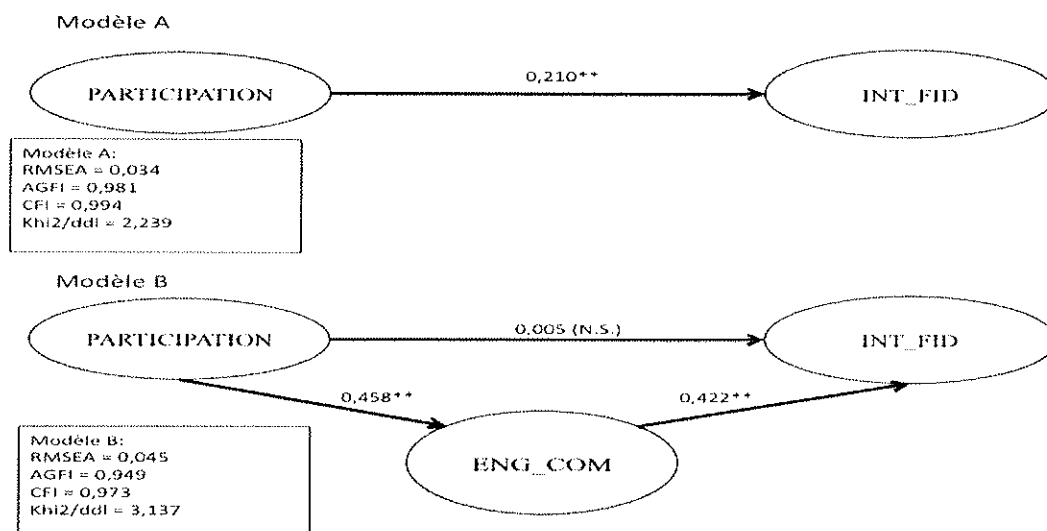 Modèle A
0,210**
PARTICIPATION
INT_FID
Modèle A:
RMSEA = 0,034
AGFI = 0,981
CFI = 0,994
Khi2/ddl = 2,239
Modèle B
0,005 (N.S.)
PARTICIPATION
INT_FID
0,458**
0,422**
ENG_COM
Modèle B:
RMSEA = 0,045
AGFI = 0,949
CFI = 0,973
Khi2/ddl = 3,137